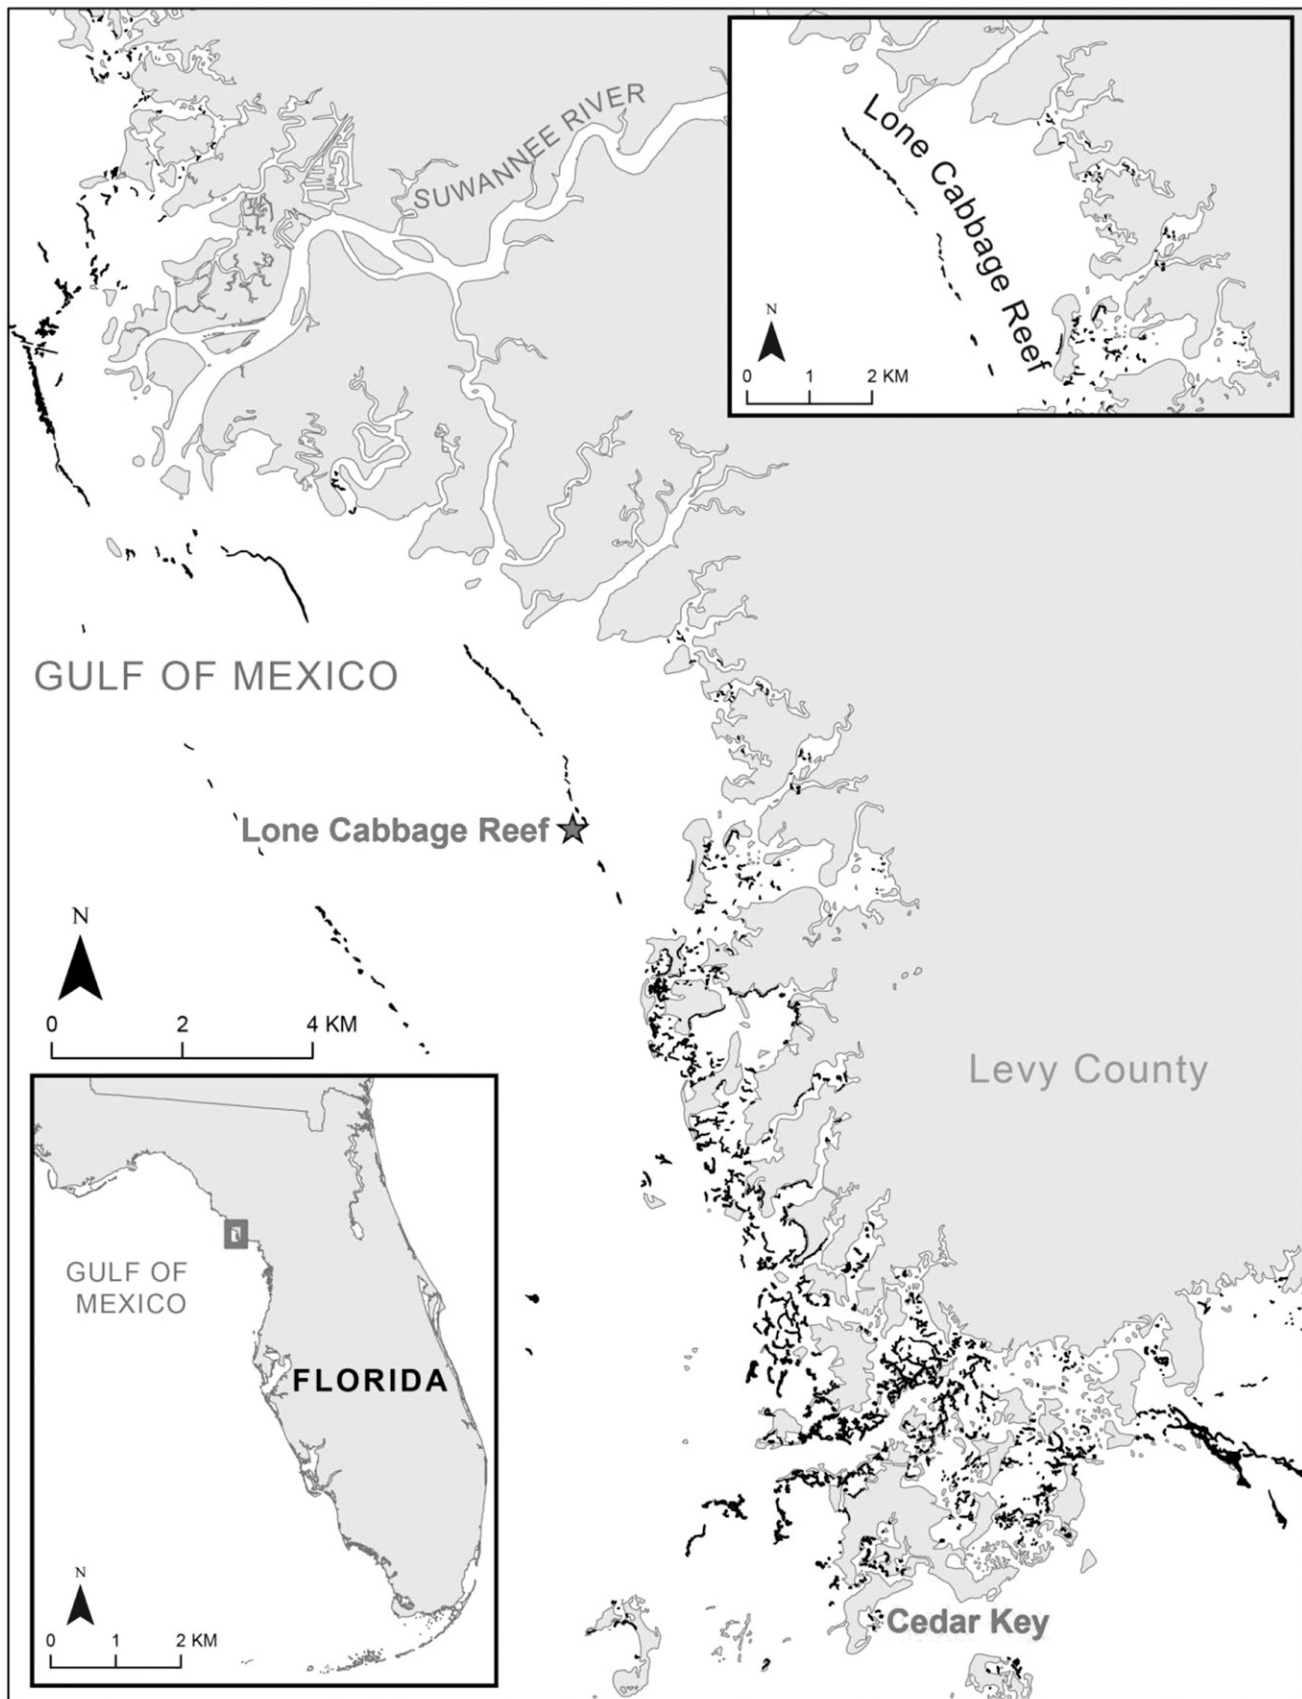 SUWANNEE RIVER
Lone Cabbage Reef
N
0 1 2 KM
GULF OF MEXICO
Lone Cabbage Reef
N
0 2 4 KM
Levy County
GULF OF
MEXICO
FLORIDA
N
0 1 2 KM
Cedar Key